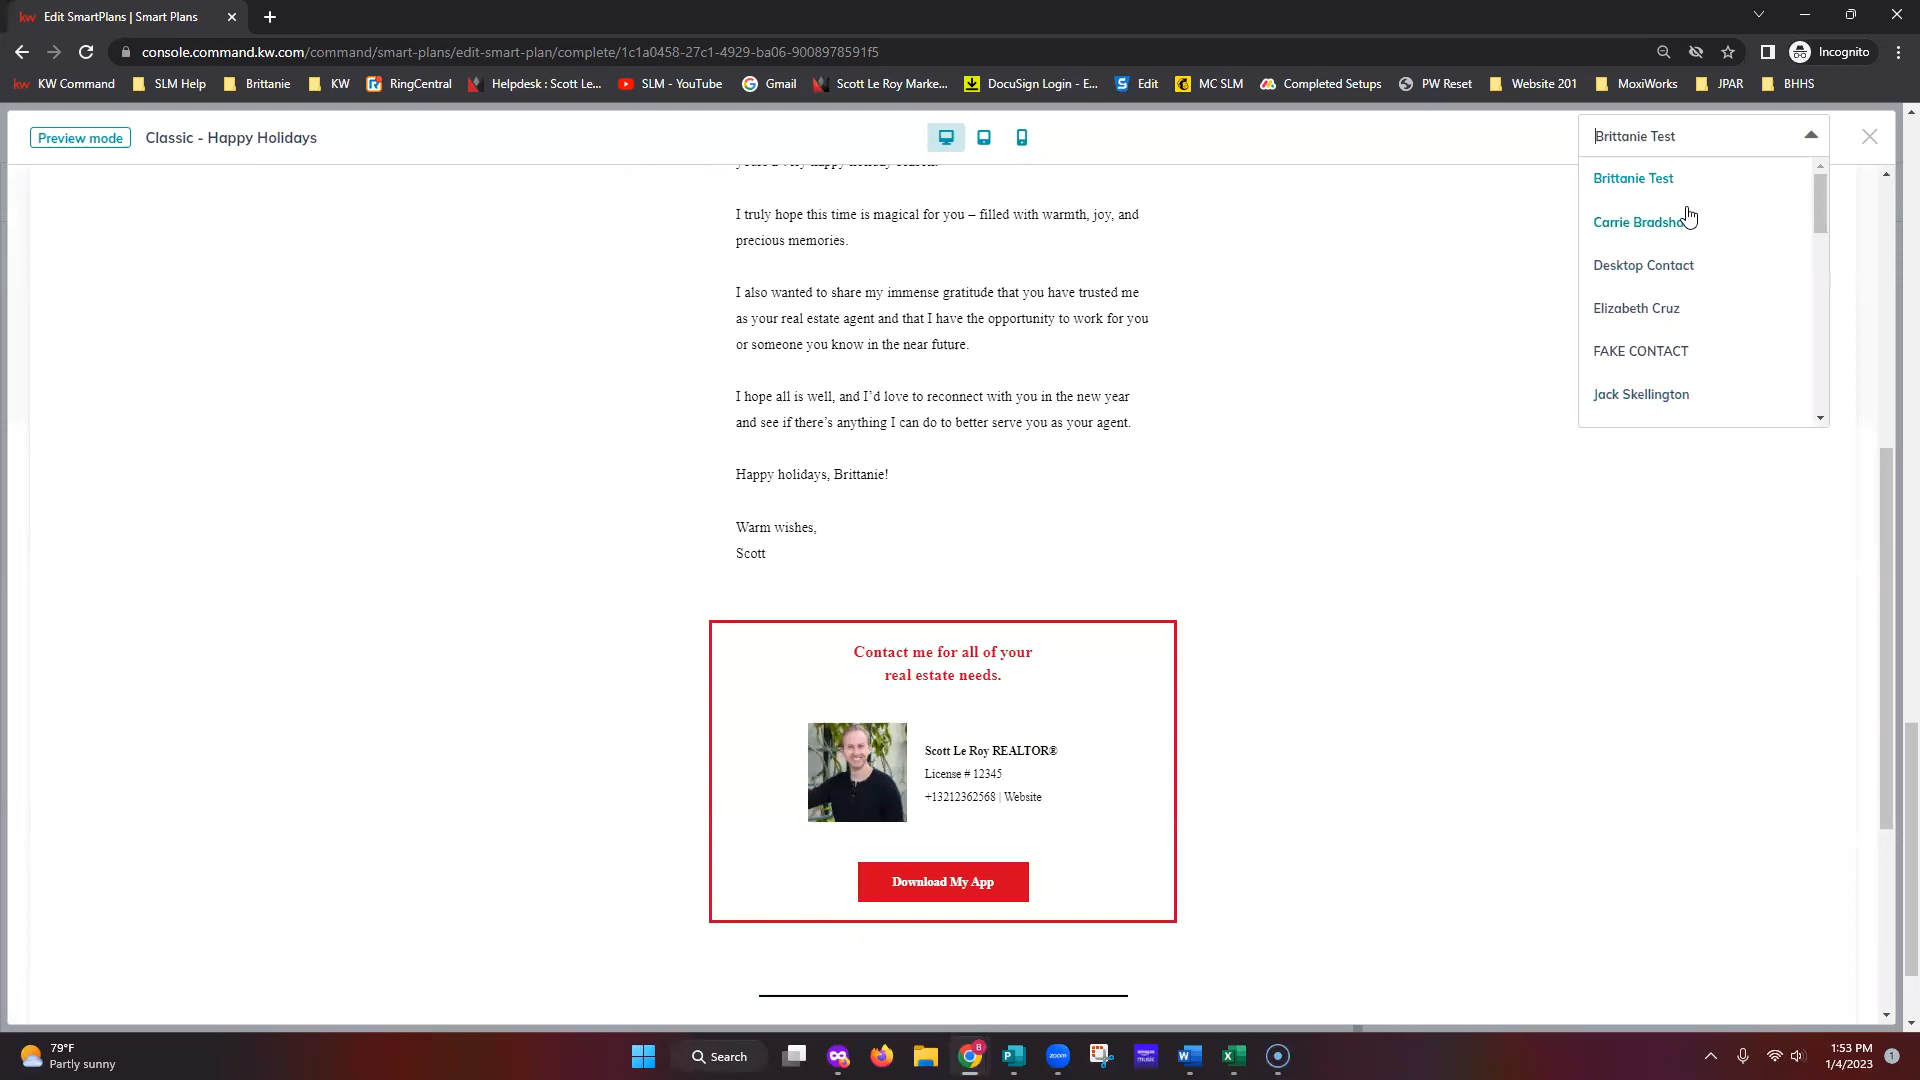 Edit SmartPlans | Smart Plans
console.command.kw.com/command/smart-plans/edit-smart-plan/complete/1c1a0458-27c1-4929-ba06-9008978591f5
Incognito
kw KW Command SLM Help Brittanie KW RingCentral Helpdesk : Scott Le... SLM - YouTube Gmail Scott Le Roy Marke... DocuSign Login - E... Edit MC SLM Completed Setups PW Reset Website 201 MoxiWorks JPAR BHHS
Preview mode Classic - Happy Holidays
Brittanie Test
Brittanie Test
Carrie Bradsha
Desktop Contact
Elizabeth Cruz
FAKE CONTACT
Jack Skellington
I truly hope this time is magical for you – filled with warmth, joy, and
precious memories.
I also wanted to share my immense gratitude that you have trusted me
as your real estate agent and that I have the opportunity to work for you
or someone you know in the near future.
I hope all is well, and I'd love to reconnect with you in the new year
and see if there's anything I can do to better serve you as your agent.
Happy holidays, Brittanie!
Warm wishes,
Scott
Contact me for all of your
real estate needs.
Scott Le Roy REALTOR®
License # 12345
+13212362568 | Website
Download My App
79°F
Partly sunny
Search
1:53 PM
1/4/2023